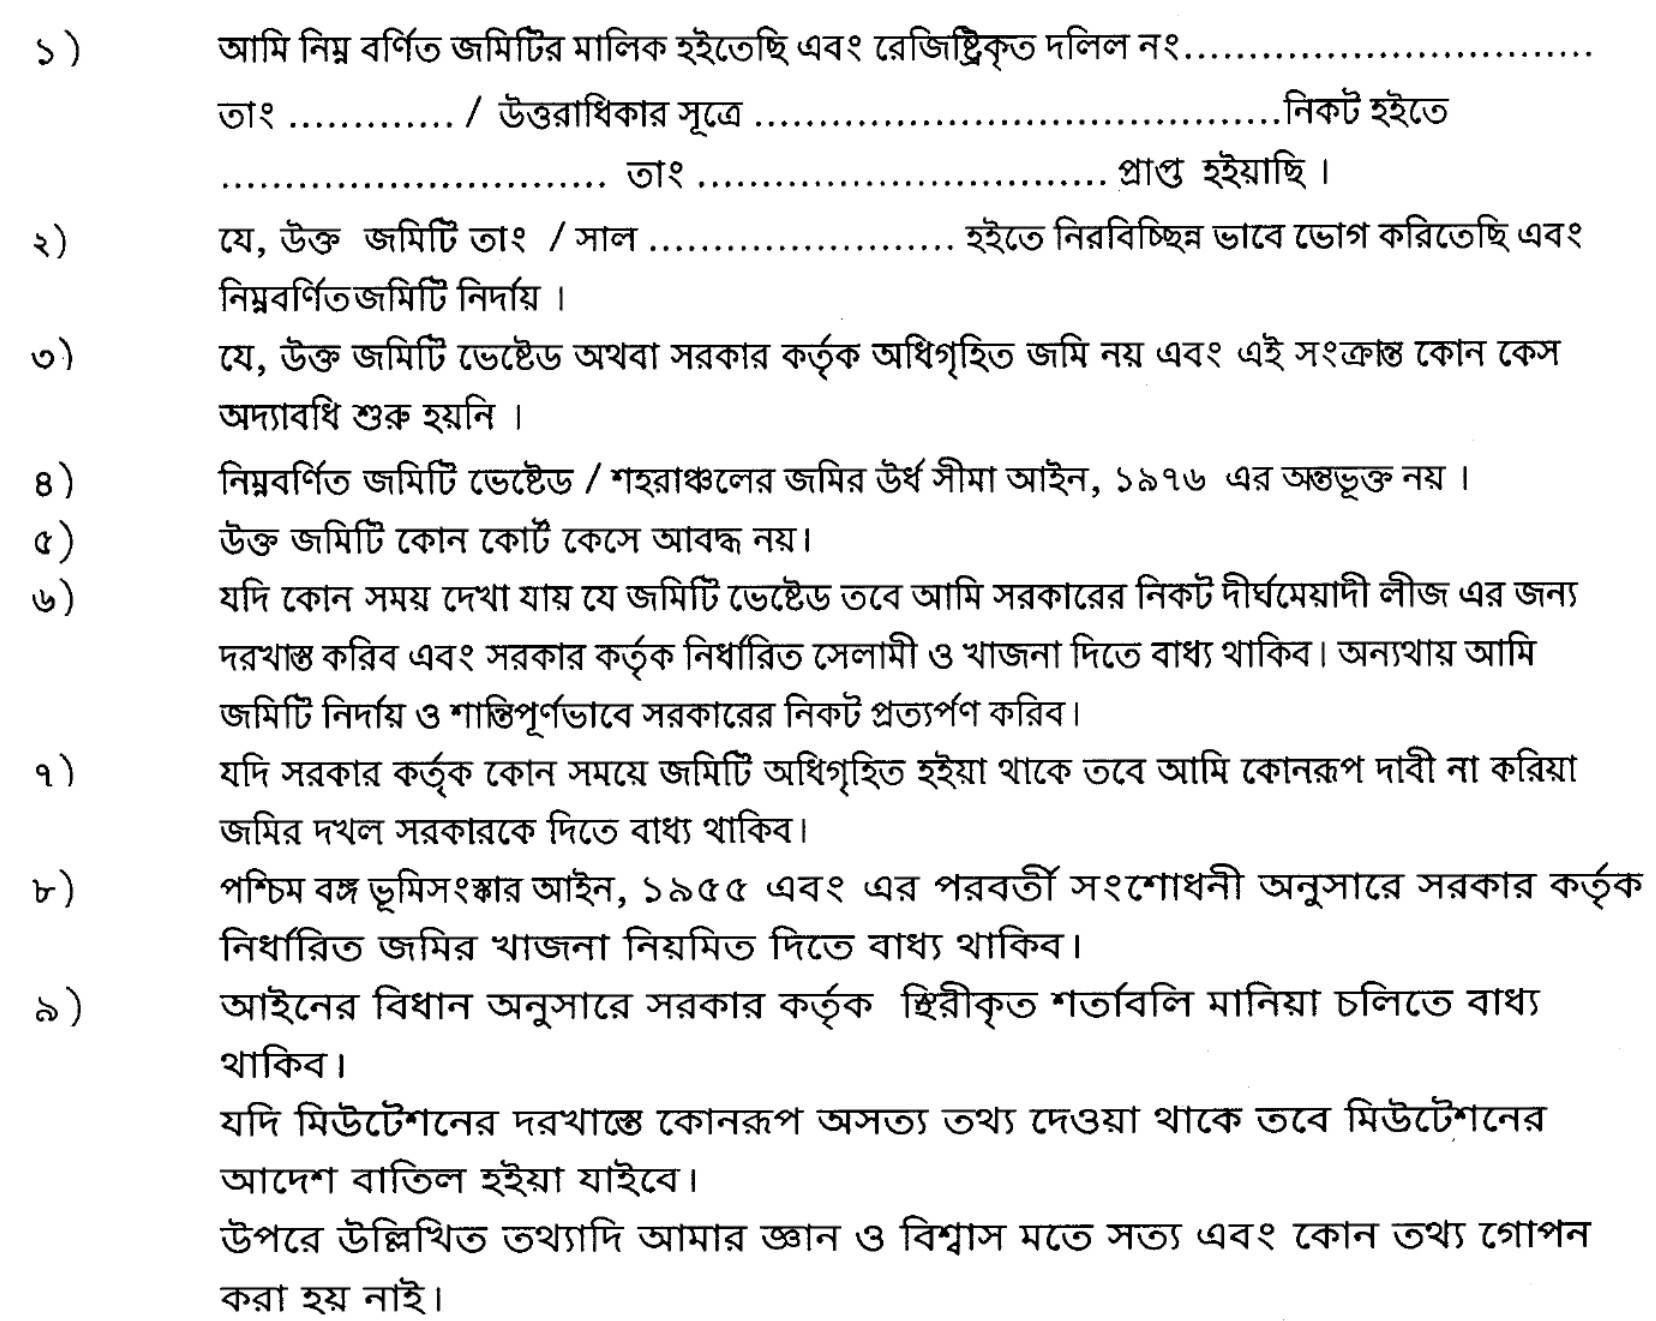 ১) আমি নিম্ন বর্ণিত জমিটির মালিক হইতেছি এবং রেজিষ্ট্রিকৃত দলিল নং................................
তাং ............. / উত্তরাধিকার সূত্রে .........................................নিকট হইতে
.............................. তাং ................................ প্রাপ্ত হইয়াছি ।
২) যে, উক্ত জমিটি তাং / সাল ........................ হইতে নিরবিচ্ছিন্ন ভাবে ভোগ করিতেছি এবং
নিম্নবর্ণিতজমিটি নির্দায় ।
৩) যে, উক্ত জমিটি ভেষ্টেড অথবা সরকার কর্তৃক অধিগৃহিত জমি নয় এবং এই সংক্রান্ত কোন কেস
অদ্যাবধি শুরু হয়নি ।
৪) নিম্নবর্ণিত জমিটি ভেষ্টেড / শহরাঞ্চলের জমির উর্ধ সীমা আইন, ১৯৭৬ এর অন্তভূক্ত নয় ।
৫) উক্ত জমিটি কোন কোর্ট কেসে আবদ্ধ নয়।
৬) যদি কোন সময় দেখা যায় যে জমিটি ভেষ্টেড তবে আমি সরকারের নিকট দীর্ঘমেয়াদী লীজ এর জন্য
দরখাস্ত করিব এবং সরকার কর্তৃক নির্ধারিত সেলামী ও খাজনা দিতে বাধ্য থাকিব। অন্যথায় আমি
জমিটি নির্দায় ও শান্তিপূর্ণভাবে সরকারের নিকট প্রত্যর্পণ করিব।
৭) যদি সরকার কর্তৃক কোন সময়ে জমিটি অধিগৃহিত হইয়া থাকে তবে আমি কোনরূপ দাবী না করিয়া
জমির দখল সরকারকে দিতে বাধ্য থাকিব।
৮) পশ্চিম বঙ্গ ভূমিসংস্কার আইন, ১৯৫৫ এবং এর পরবর্তী সংশোধনী অনুসারে সরকার কর্তৃক
নির্ধারিত জমির খাজনা নিয়মিত দিতে বাধ্য থাকিব।
৯) আইনের বিধান অনুসারে সরকার কর্তৃক স্থিরীকৃত শর্তাবলি মানিয়া চলিতে বাধ্য
থাকিব।
যদি মিউটেশনের দরখাস্তে কোনরূপ অসত্য তথ্য দেওয়া থাকে তবে মিউটেশনের
আদেশ বাতিল হইয়া যাইবে।
উপরে উল্লিখিত তথ্যাদি আমার জ্ঞান ও বিশ্বাস মতে সত্য এবং কোন তথ্য গোপন
করা হয় নাই।